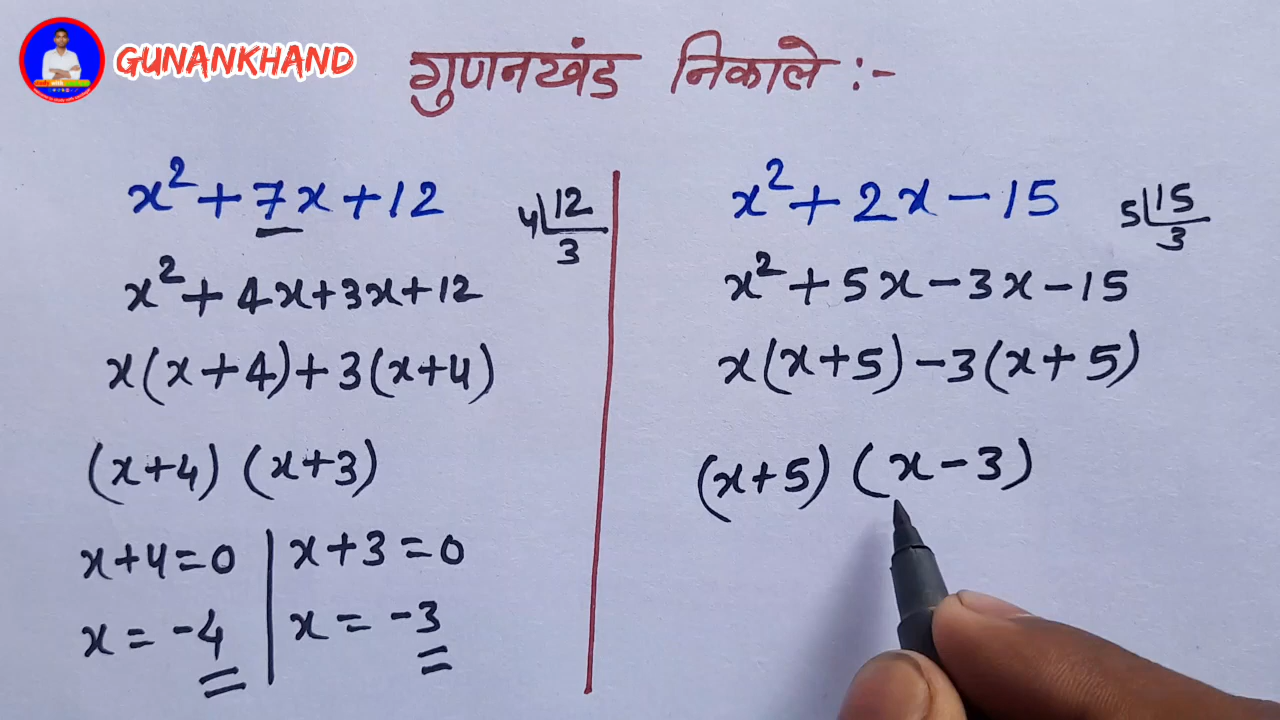 GUNANKHAND
गुणनखंड निकाले :-
x² + 7x + 12
4 12
3
x² + 4x + 3x + 12
x(x + 4) + 3(x + 4)
(x + 4) (x + 3)
x + 4 = 0
x = -4
x + 3 = 0
x = -3
x² + 2x - 15
5 15
3
x² + 5x - 3x - 15
x(x + 5) - 3(x + 5)
(x + 5) (x - 3)